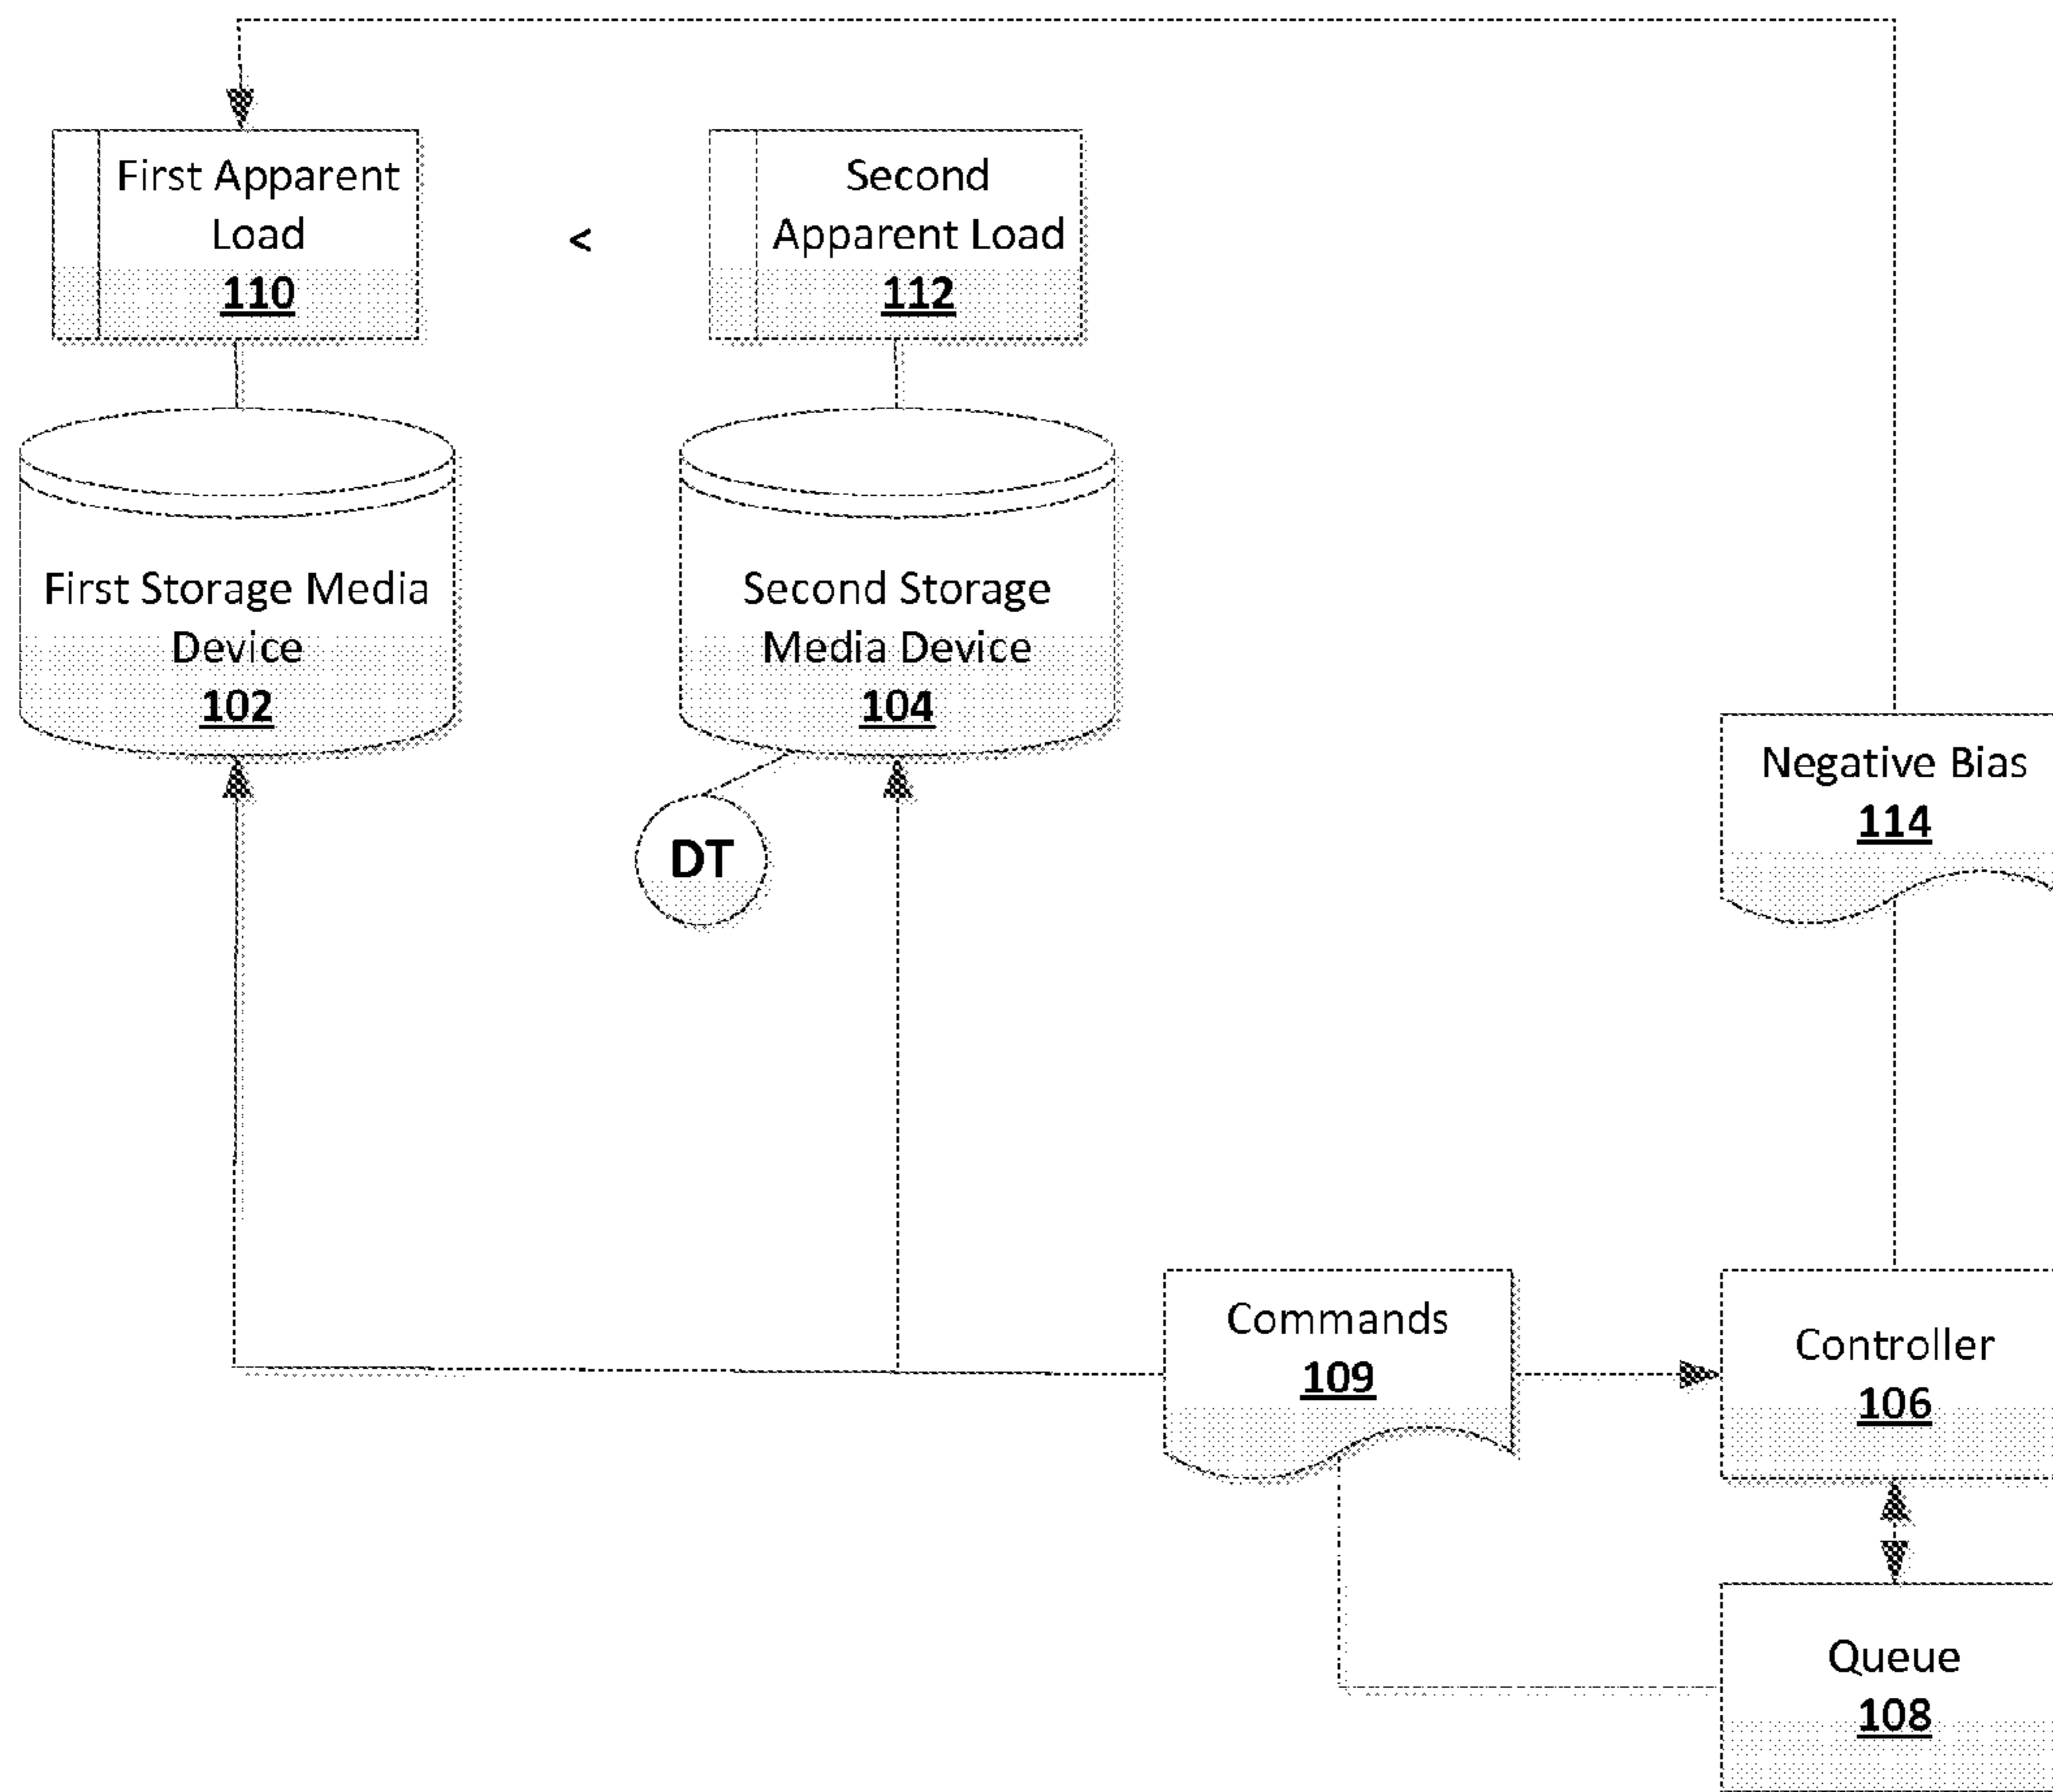 First Apparent
Load
110
<
Second
Apparent Load
112
First Storage Media
Device
102
Second Storage
Media Device
104
DT
Negative Bias
114
Commands
109
Controller
106
Queue
108